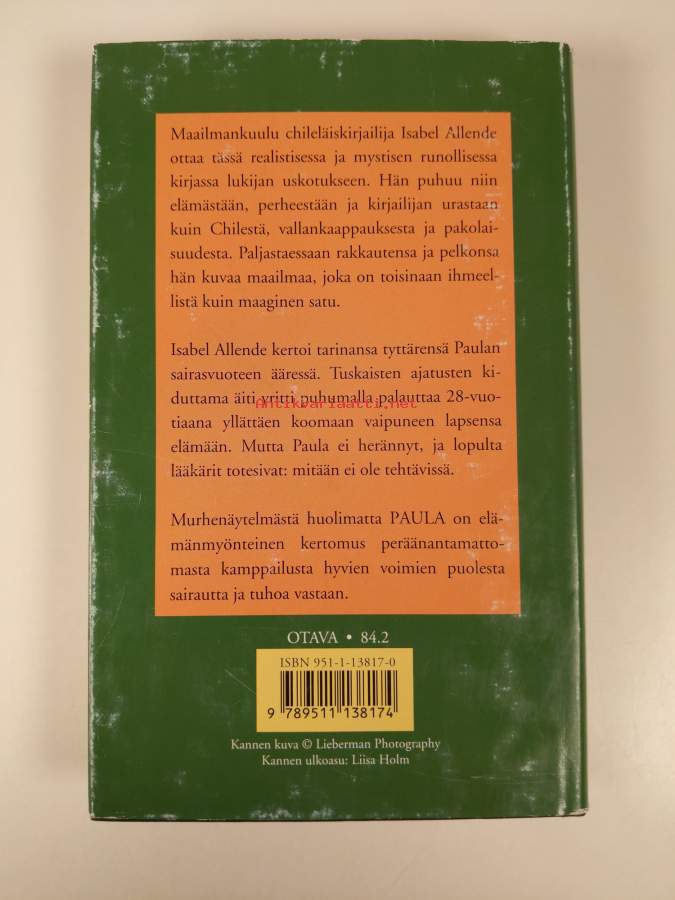 Maailmankuulu chileläiskirjailija Isabel Allende
ottaa tässä realistisessa ja mystisen runollisessa
kirjassa lukijan uskotukseen. Hän puhuu niin
elämästään, perheestään ja kirjailijan urastaan
kuin Chilestä, vallankaappauksesta ja pakolai-
suudesta. Paljastaessaan rakkautensa ja pelkonsa
hän kuvaa maailmaa, joka on toisinaan ihmeel-
listä kuin maaginen satu.
Isabel Allende kertoi tarinansa tyttärensä Paulan
sairasvuoteen ääressä. Tuskaisten ajatusten ki-
duttama äiti yritti puhumalla palauttaa 28-vuo-
Antikvariaatti.net
tiaana yllättäen koomaan vaipuneen lapsensa
elämään. Mutta Paula ei herännyt, ja lopulta
lääkärit totesivat: mitään ei ole tehtävissä.
Murhenäytelmästä huolimatta PAULA on elä-
mänmyönteinen kertomus peräänantamatto-
masta kamppailusta hyvien voimien puolesta
sairautta ja tuhoa vastaan.
OTAVA • 84.2
ISBN 951-1-13817-0
9 789511 138174
Kannen kuva © Lieberman Photography
Kannen ulkoasu: Liisa Holm